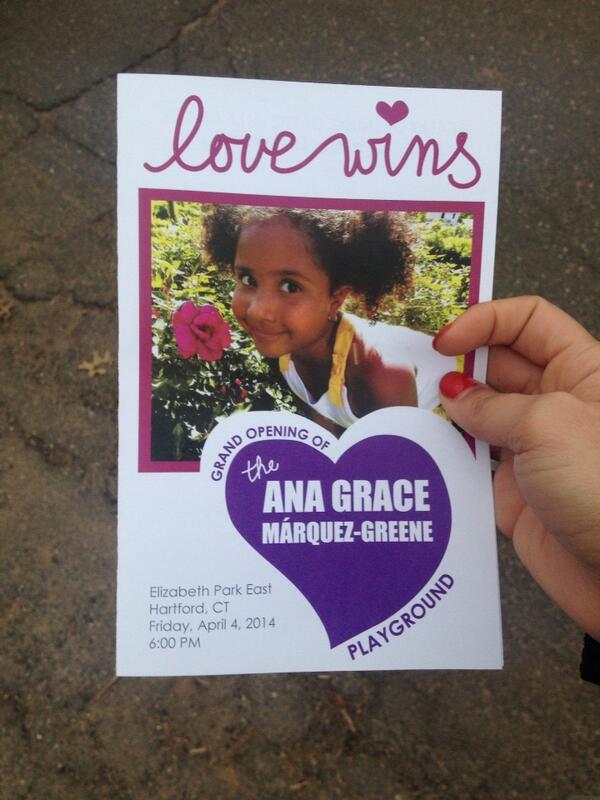 love wins
GRAND OPENING OF
the
ANA GRACE
MÁRQUEZ-GREENE
PLAYGROUND
Elizabeth Park East
Hartford, CT
Friday, April 4, 2014
6:00 PM